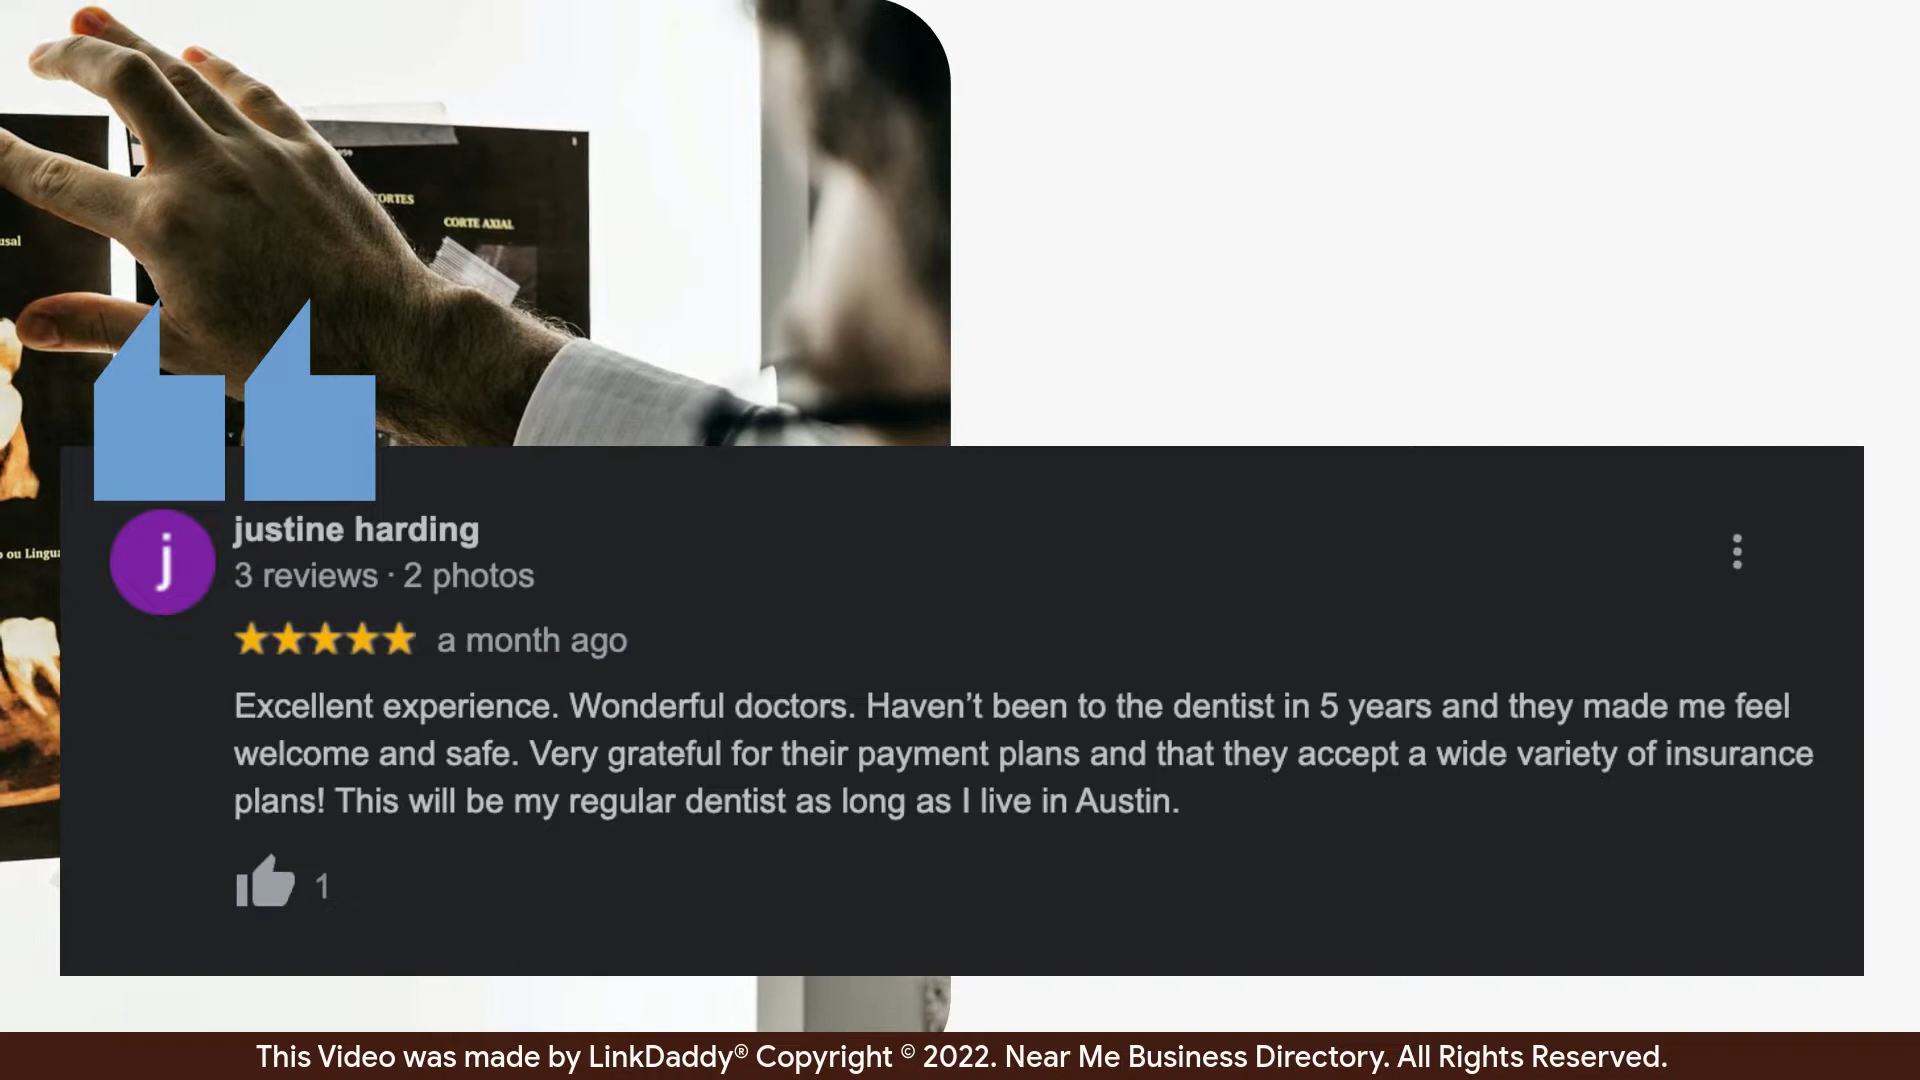 CORTES
CORTE AXIAL
usal
o ou Lingua
justine harding
j
3 reviews · 2 photos
a month ago
Excellent experience. Wonderful doctors. Haven’t been to the dentist in 5 years and they made me feel
welcome and safe. Very grateful for their payment plans and that they accept a wide variety of insurance
plans! This will be my regular dentist as long as I live in Austin.
1
This Video was made by LinkDaddy® Copyright © 2022. Near Me Business Directory. All Rights Reserved.